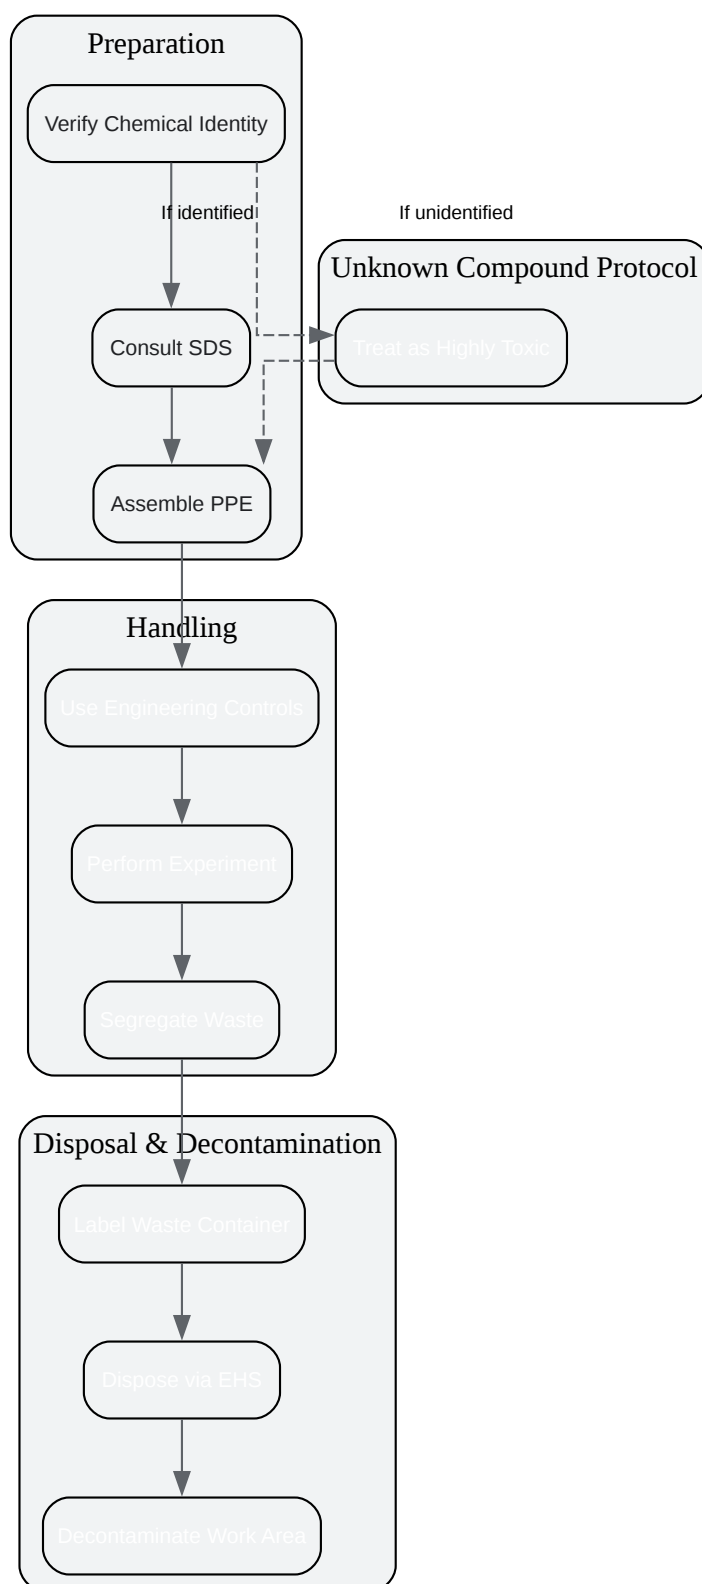 Preparation
Verify Chemical Identity
If identified
If unidentified
Unknown Compound Protocol
Consult SDS
Treat as Highly Toxic
Assemble PPE
Handling
Use Engineering Controls
Perform Experiment
Segregate Waste
Disposal & Decontamination
Label Waste Container
Dispose via EHS
Decontaminate Work Area